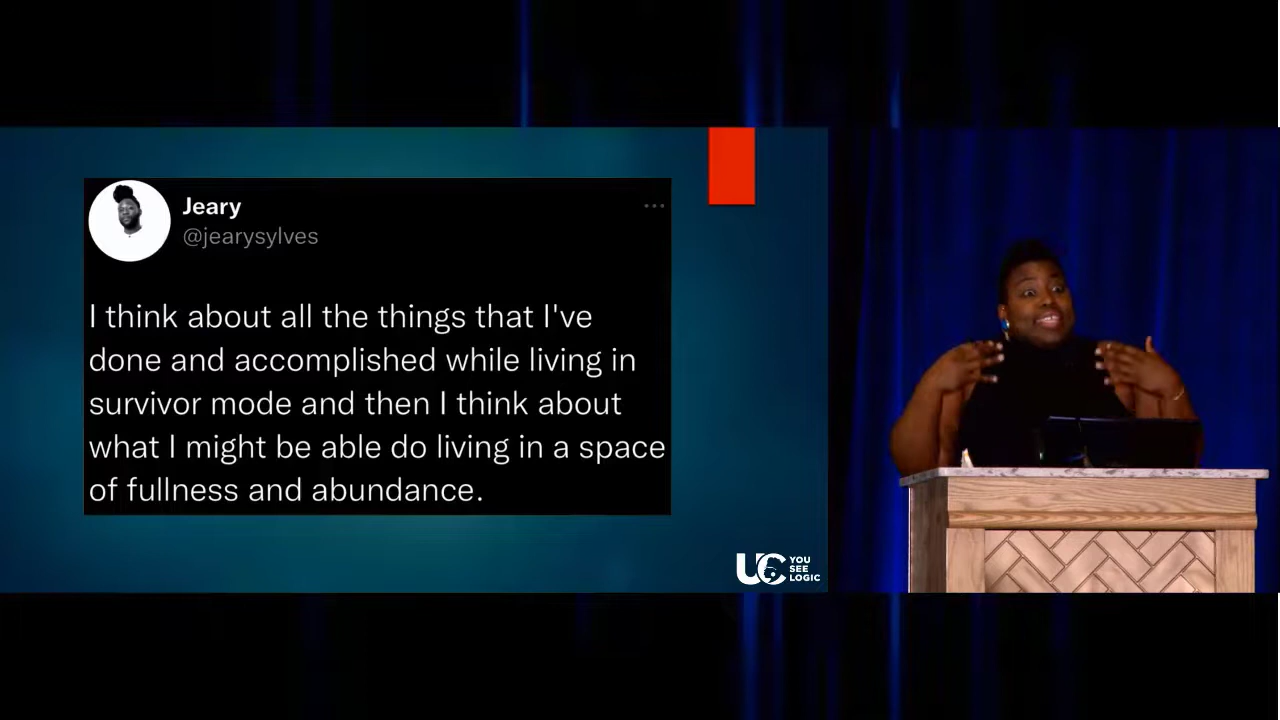 Jeary
@jearysylves
I think about all the things that I've
done and accomplished while living in
survivor mode and then I think about
what I might be able do living in a space
of fullness and abundance.
UC YOU
SEE
LOGIC